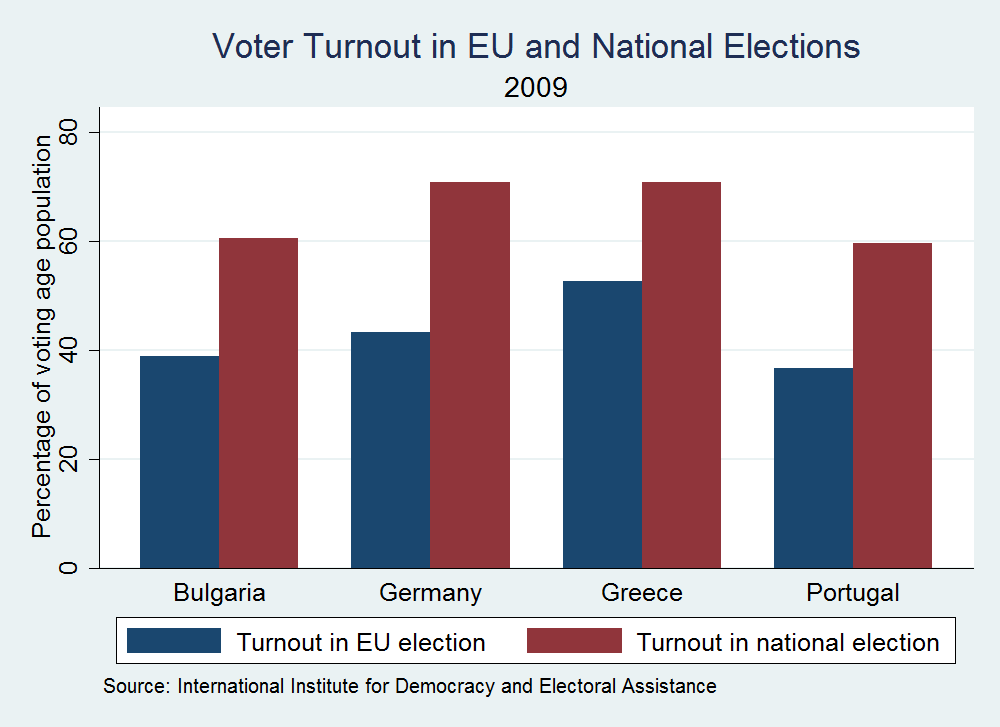 Voter Turnout in EU and National Elections
2009
Percentage of voting age population
80
60
40
20
0
Bulgaria Germany Greece Portugal
Turnout in EU election Turnout in national election
Source: International Institute for Democracy and Electoral Assistance